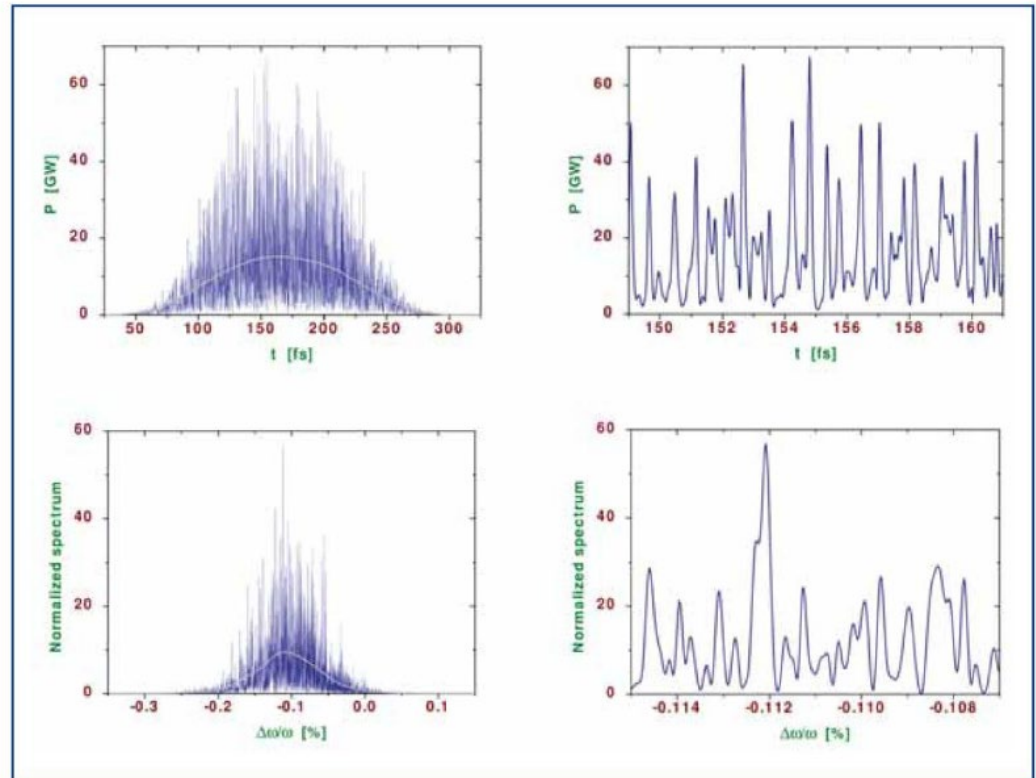 60
40
20
0
P [GW]
50 100 150 200 250 300
t [fs]
60
40
20
0
P [GW]
150 152 154 156 158 160
t [fs]
60
40
20
0
Normalized spectrum
-0.3 -0.2 -0.1 0.0 0.1
Δω/ω [%]
60
40
20
0
Normalized spectrum
-0.114 -0.112 -0.110 -0.108
Δω/ω [%]